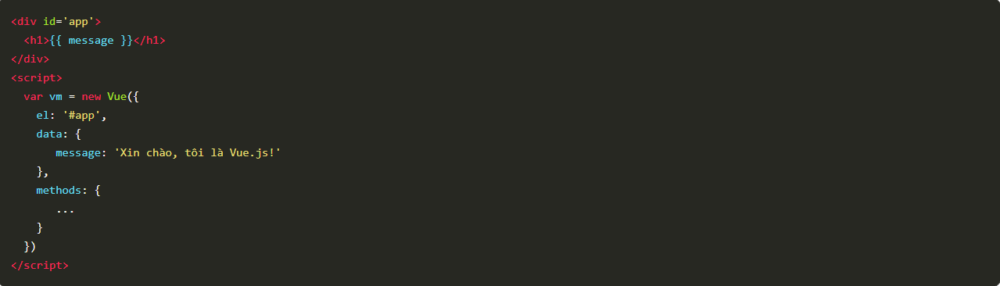 <div id='app'>
  <h1>{{ message }}</h1>
</div>
<script>
  var vm = new Vue({
    el: '#app',
    data: {
       message: 'Xin chào, tôi là Vue.js!'
    },
    methods: {
       ...
    }
  })
</script>